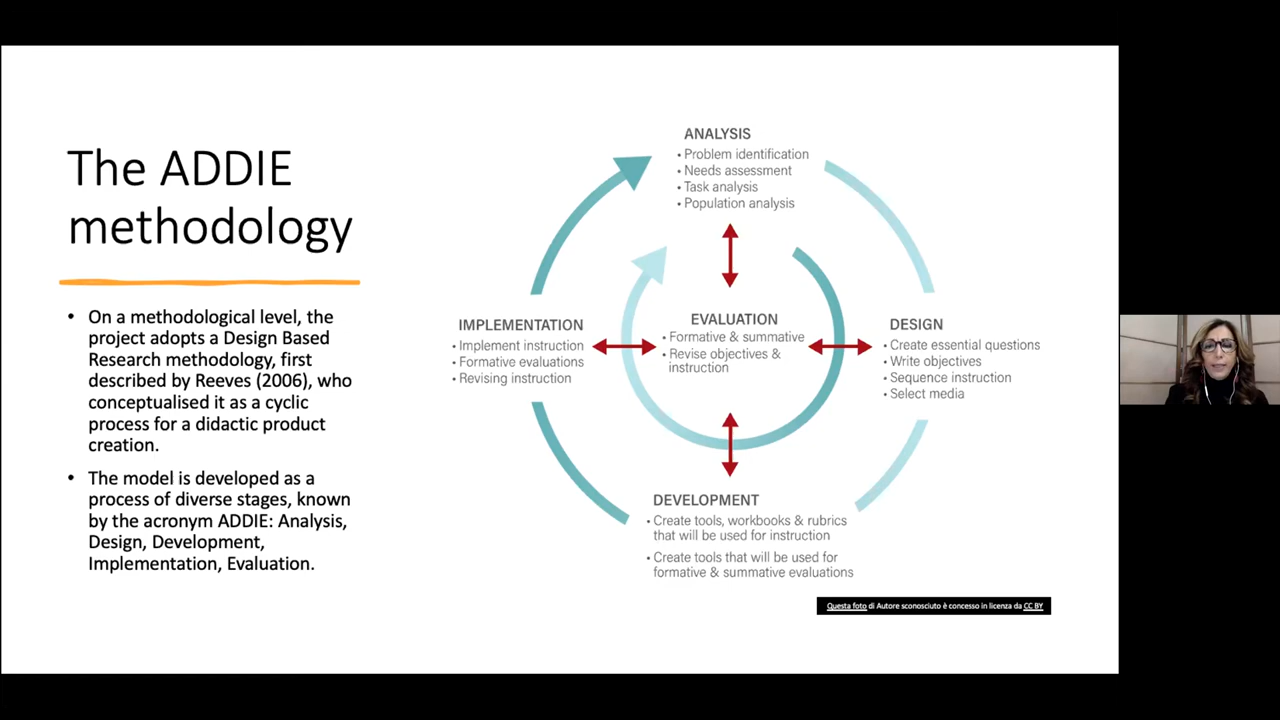 The ADDIE
methodology
• On a methodological level, the
project adopts a Design Based
Research methodology, first
described by Reeves (2006), who
conceptualised it as a cyclic
process for a didactic product
creation.
• The model is developed as a
process of diverse stages, known
by the acronym ADDIE: Analysis,
Design, Development,
Implementation, Evaluation.
ANALYSIS
• Problem identification
• Needs assessment
• Task analysis
• Population analysis
IMPLEMENTATION
• Implement instruction
• Formative evaluations
• Revising instruction
EVALUATION
• Formative & summative
• Revise objectives &
instruction
DESIGN
• Create essential questions
• Write objectives
• Sequence instruction
• Select media
DEVELOPMENT
• Create tools, workbooks & rubrics
that will be used for instruction
• Create tools that will be used for
formative & summative evaluations
Questa foto di Autore sconosciuto è concesso in licenza da CC BY